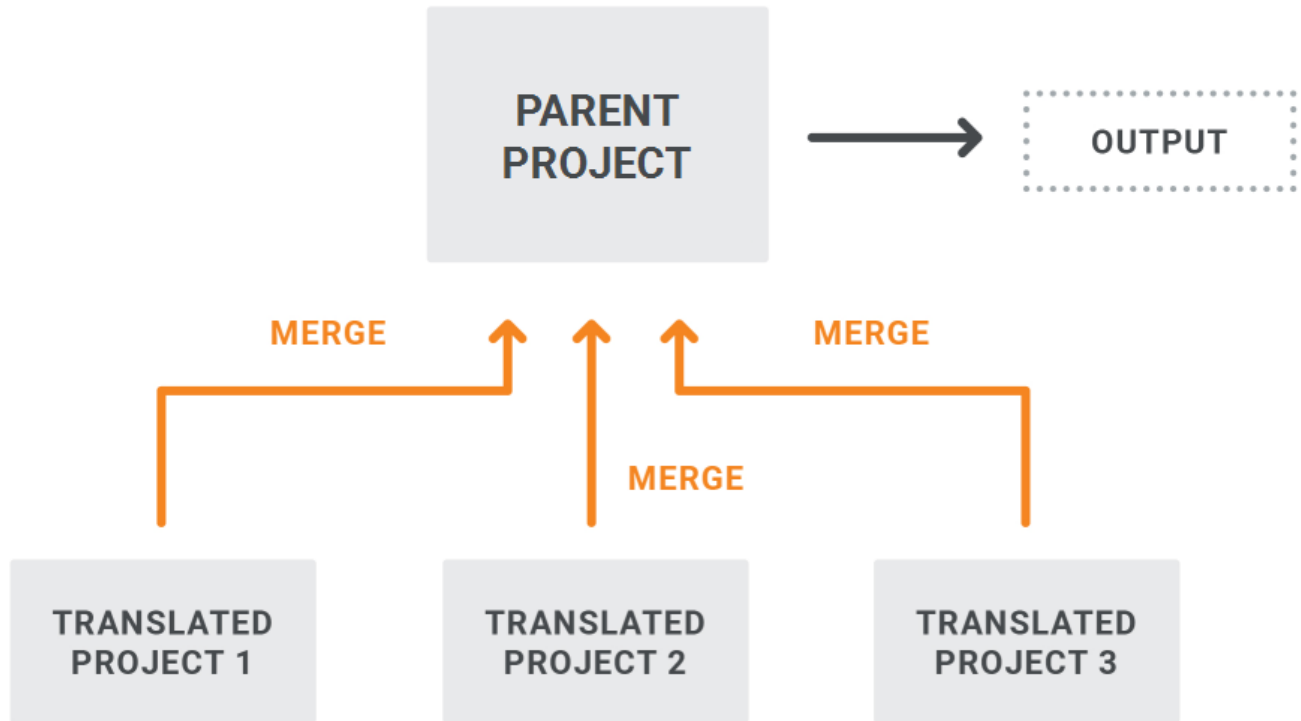 PARENT
PROJECT
OUTPUT
MERGE
MERGE
MERGE
TRANSLATED
PROJECT 1
TRANSLATED
PROJECT 2
TRANSLATED
PROJECT 3